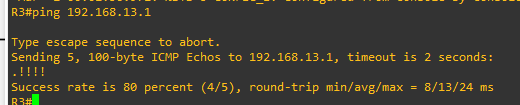 R3#ping 192.168.13.1
Type escape sequence to abort.
Sending 5, 100-byte ICMP Echos to 192.168.13.1, timeout is 2 seconds:
.!!!!
Success rate is 80 percent (4/5), round-trip min/avg/max = 8/13/24 ms
R3#